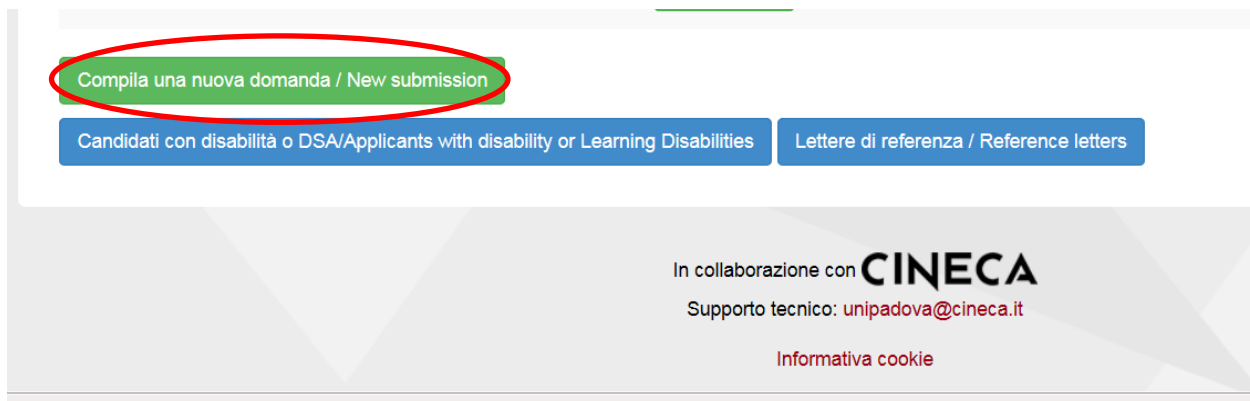 Compila una nuova domanda / New submission
Candidati con disabilità o DSA/Applicants with disability or Learning Disabilities
Lettere di referenza / Reference letters
In collaborazione con CINECA
Supporto tecnico: unipadova@cineca.it
Informativa cookie